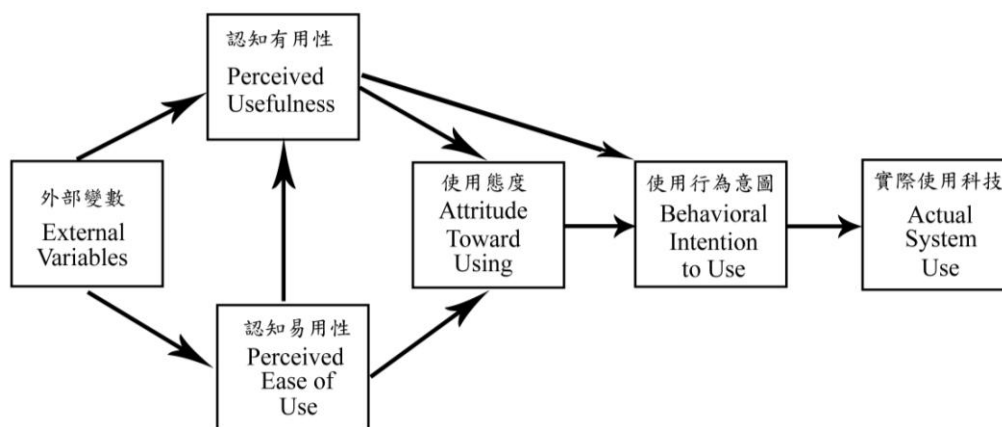 認知有用性
Perceived
Usefulness
外部變數
External
Variables
認知易用性
Perceived
Ease of
Use
使用態度
Attritude
Toward
Using
使用行為意圖
Behavioral
Intention
to Use
實際使用科技
Actual
System
Use